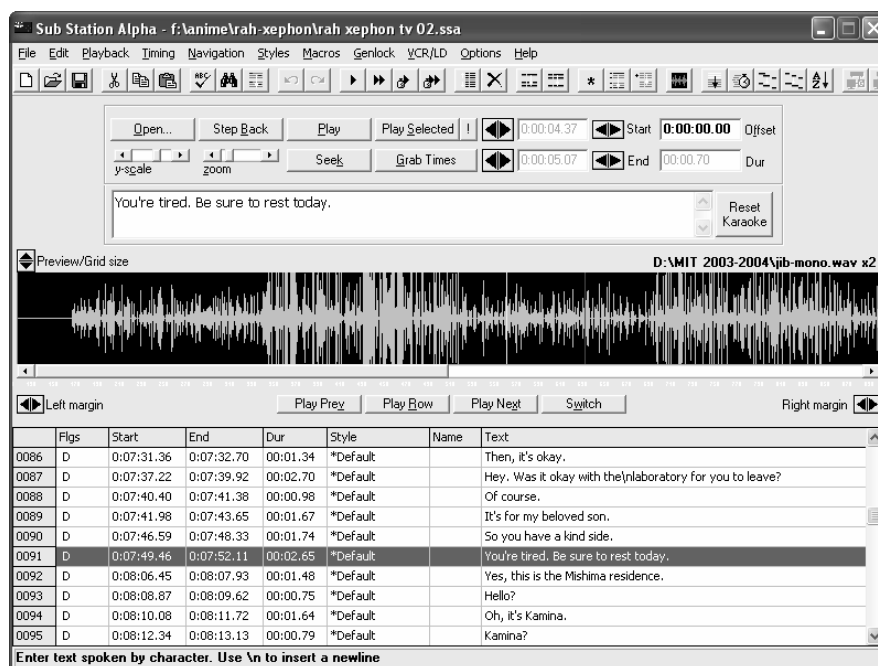 Sub Station Alpha - f:\anime\rah-xephon\rah xephon tv 02.ssa
File Edit Playback Timing Navigation Styles Macros Genlock VCR/LD Options Help
Open... Step Back Play Play Selected ! 0:00:04.37 Start 0:00:00.00 Offset
y-scale zoom Seek Grab Times 0:00:05.07 End 00:00.70 Dur
You're tired. Be sure to rest today.
Reset
Karaoke
Preview/Grid size D:\MIT 2003-2004\jib-mono.wav x2
Left margin Play Prev Play Row Play Next Switch Right margin
Flgs Start End Dur Style Name Text
0086 D 0:07:31.36 0:07:32.70 00:01.34 *Default Then, it's okay.
0087 D 0:07:37.22 0:07:39.92 00:02.70 *Default Hey. Was it okay with the\nlaboratory for you to leave?
0088 D 0:07:40.40 0:07:41.38 00:00.98 *Default Of course.
0089 D 0:07:41.98 0:07:43.65 00:01.67 *Default It's for my beloved son.
0090 D 0:07:46.59 0:07:48.33 00:01.74 *Default So you have a kind side.
0091 D 0:07:49.46 0:07:52.11 00:02.65 *Default You're tired. Be sure to rest today.
0092 D 0:08:06.45 0:08:07.93 00:01.48 *Default Yes, this is the Mishima residence.
0093 D 0:08:08.87 0:08:09.62 00:00.75 *Default Hello?
0094 D 0:08:10.08 0:08:11.72 00:01.64 *Default Oh, it's Kamina.
0095 D 0:08:12.34 0:08:13.13 00:00.79 *Default Kamina?
Enter text spoken by character. Use \n to insert a newline